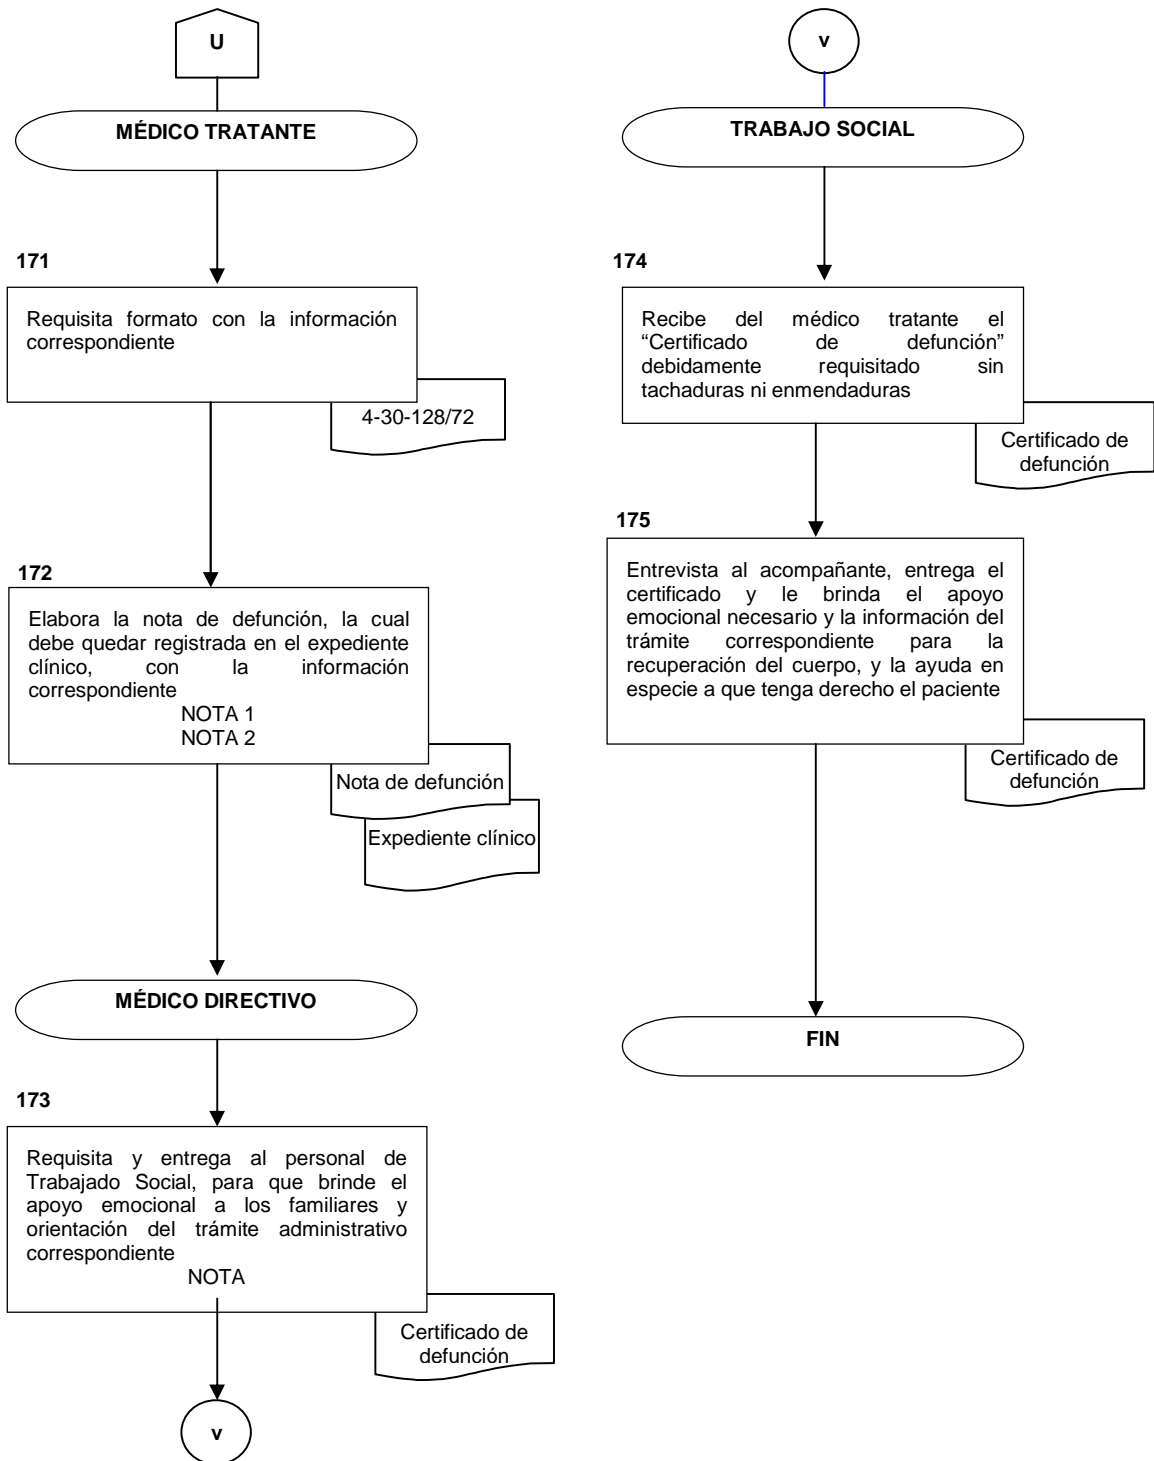 U
MÉDICO TRATANTE
171
Requisita formato con la información
correspondiente
4-30-128/72
172
Elabora la nota de defunción, la cual
debe quedar registrada en el expediente
clínico, con la información
correspondiente
NOTA 1
NOTA 2
Nota de defunción
Expediente clínico
MÉDICO DIRECTIVO
173
Requisita y entrega al personal de
Trabajado Social, para que brinde el
apoyo emocional a los familiares y
orientación del trámite administrativo
correspondiente
NOTA
Certificado de
defunción
v
v
TRABAJO SOCIAL
174
Recibe del médico tratante el
“Certificado de defunción”
debidamente requisitado sin
tachaduras ni enmendaduras
Certificado de
defunción
175
Entrevista al acompañante, entrega el
certificado y le brinda el apoyo
emocional necesario y la información del
trámite correspondiente para la
recuperación del cuerpo, y la ayuda en
especie a que tenga derecho el paciente
Certificado de
defunción
FIN